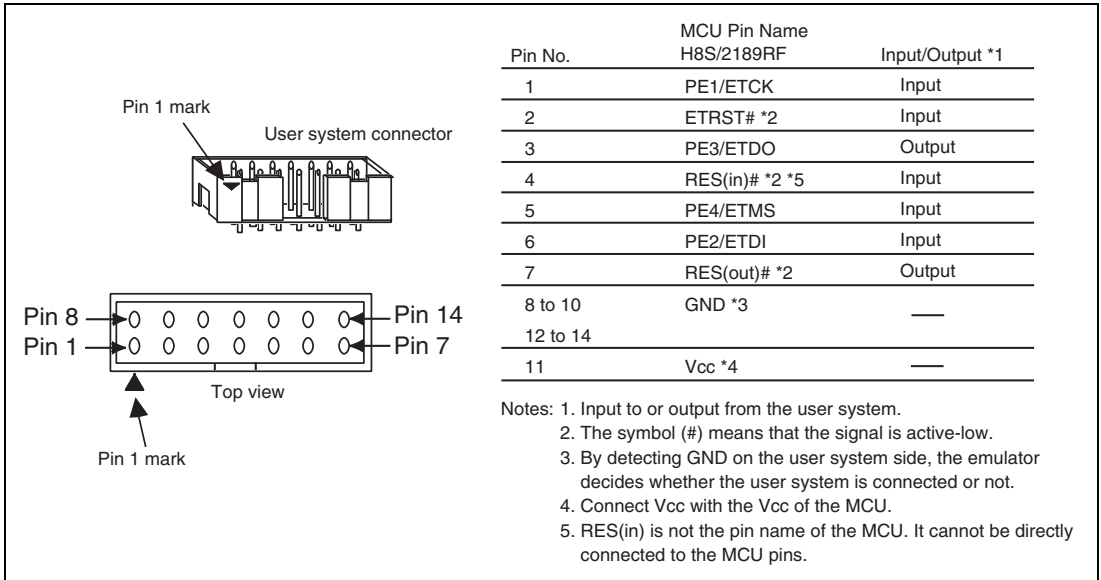 Pin 1 mark
User system connector
Pin 8
Pin 14
Pin 1
Pin 7
Top view
Pin 1 mark
MCU Pin Name
Pin No. H8S/2189RF Input/Output *1
1 PE1/ETCK Input
2 ETRST# *2 Input
3 PE3/ETDO Output
4 RES(in)# *2 *5 Input
5 PE4/ETMS Input
6 PE2/ETDI Input
7 RES(out)# *2 Output
8 to 10 GND *3 —
12 to 14
11 Vcc *4 —
Notes: 1. Input to or output from the user system.
2. The symbol (#) means that the signal is active-low.
3. By detecting GND on the user system side, the emulator
decides whether the user system is connected or not.
4. Connect Vcc with the Vcc of the MCU.
5. RES(in) is not the pin name of the MCU. It cannot be directly
connected to the MCU pins.